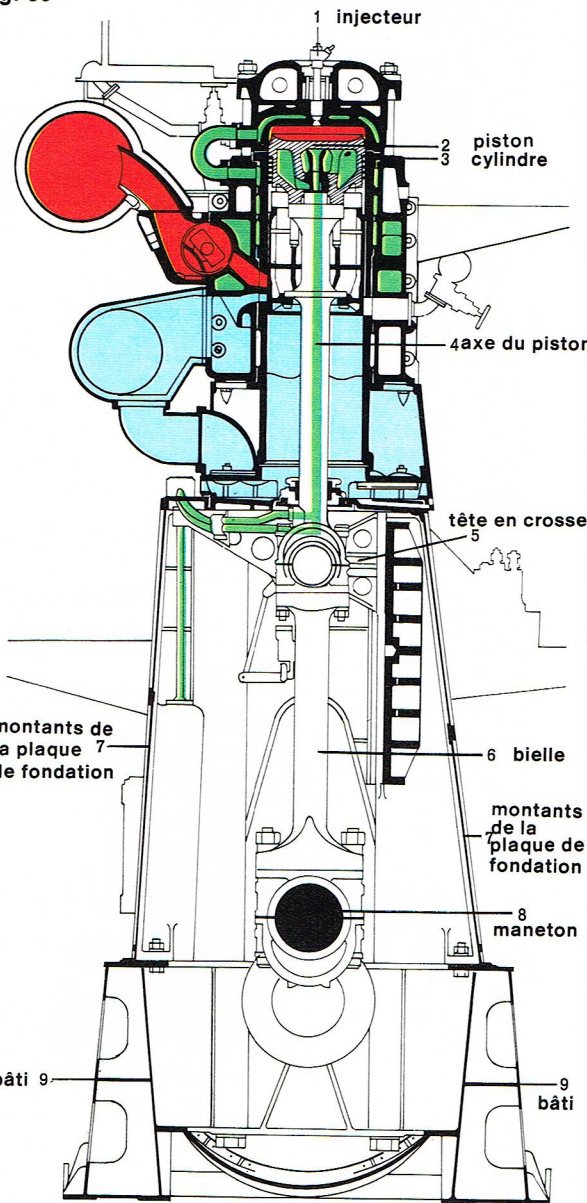 1 injecteur
2 piston
3 cylindre
4 axe du piston
tête en crosse
5
montants de
la plaque 7
de fondation
6 bielle
montants
de la
7 plaque de
fondation
8
maneton
bâti 9
9
bâti